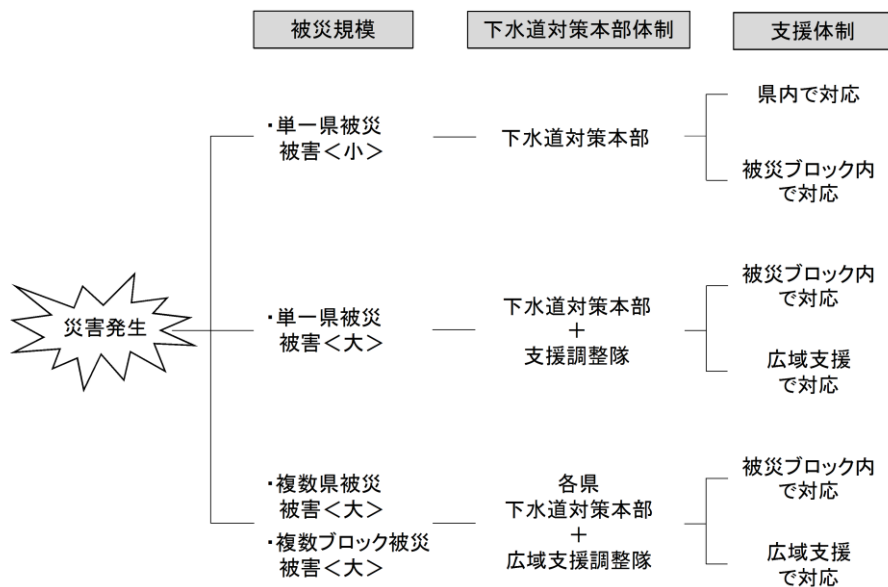 被災規模
下水道対策本部体制
支援体制
災害発生
・単一県被災
被害＜小＞
下水道対策本部
県内で対応
被災ブロック内
で対応
・単一県被災
被害＜大＞
下水道対策本部
＋
支援調整隊
被災ブロック内
で対応
広域支援
で対応
・複数県被災
被害＜大＞
・複数ブロック被災
被害＜大＞
各県
下水道対策本部
＋
広域支援調整隊
被災ブロック内
で対応
広域支援
で対応